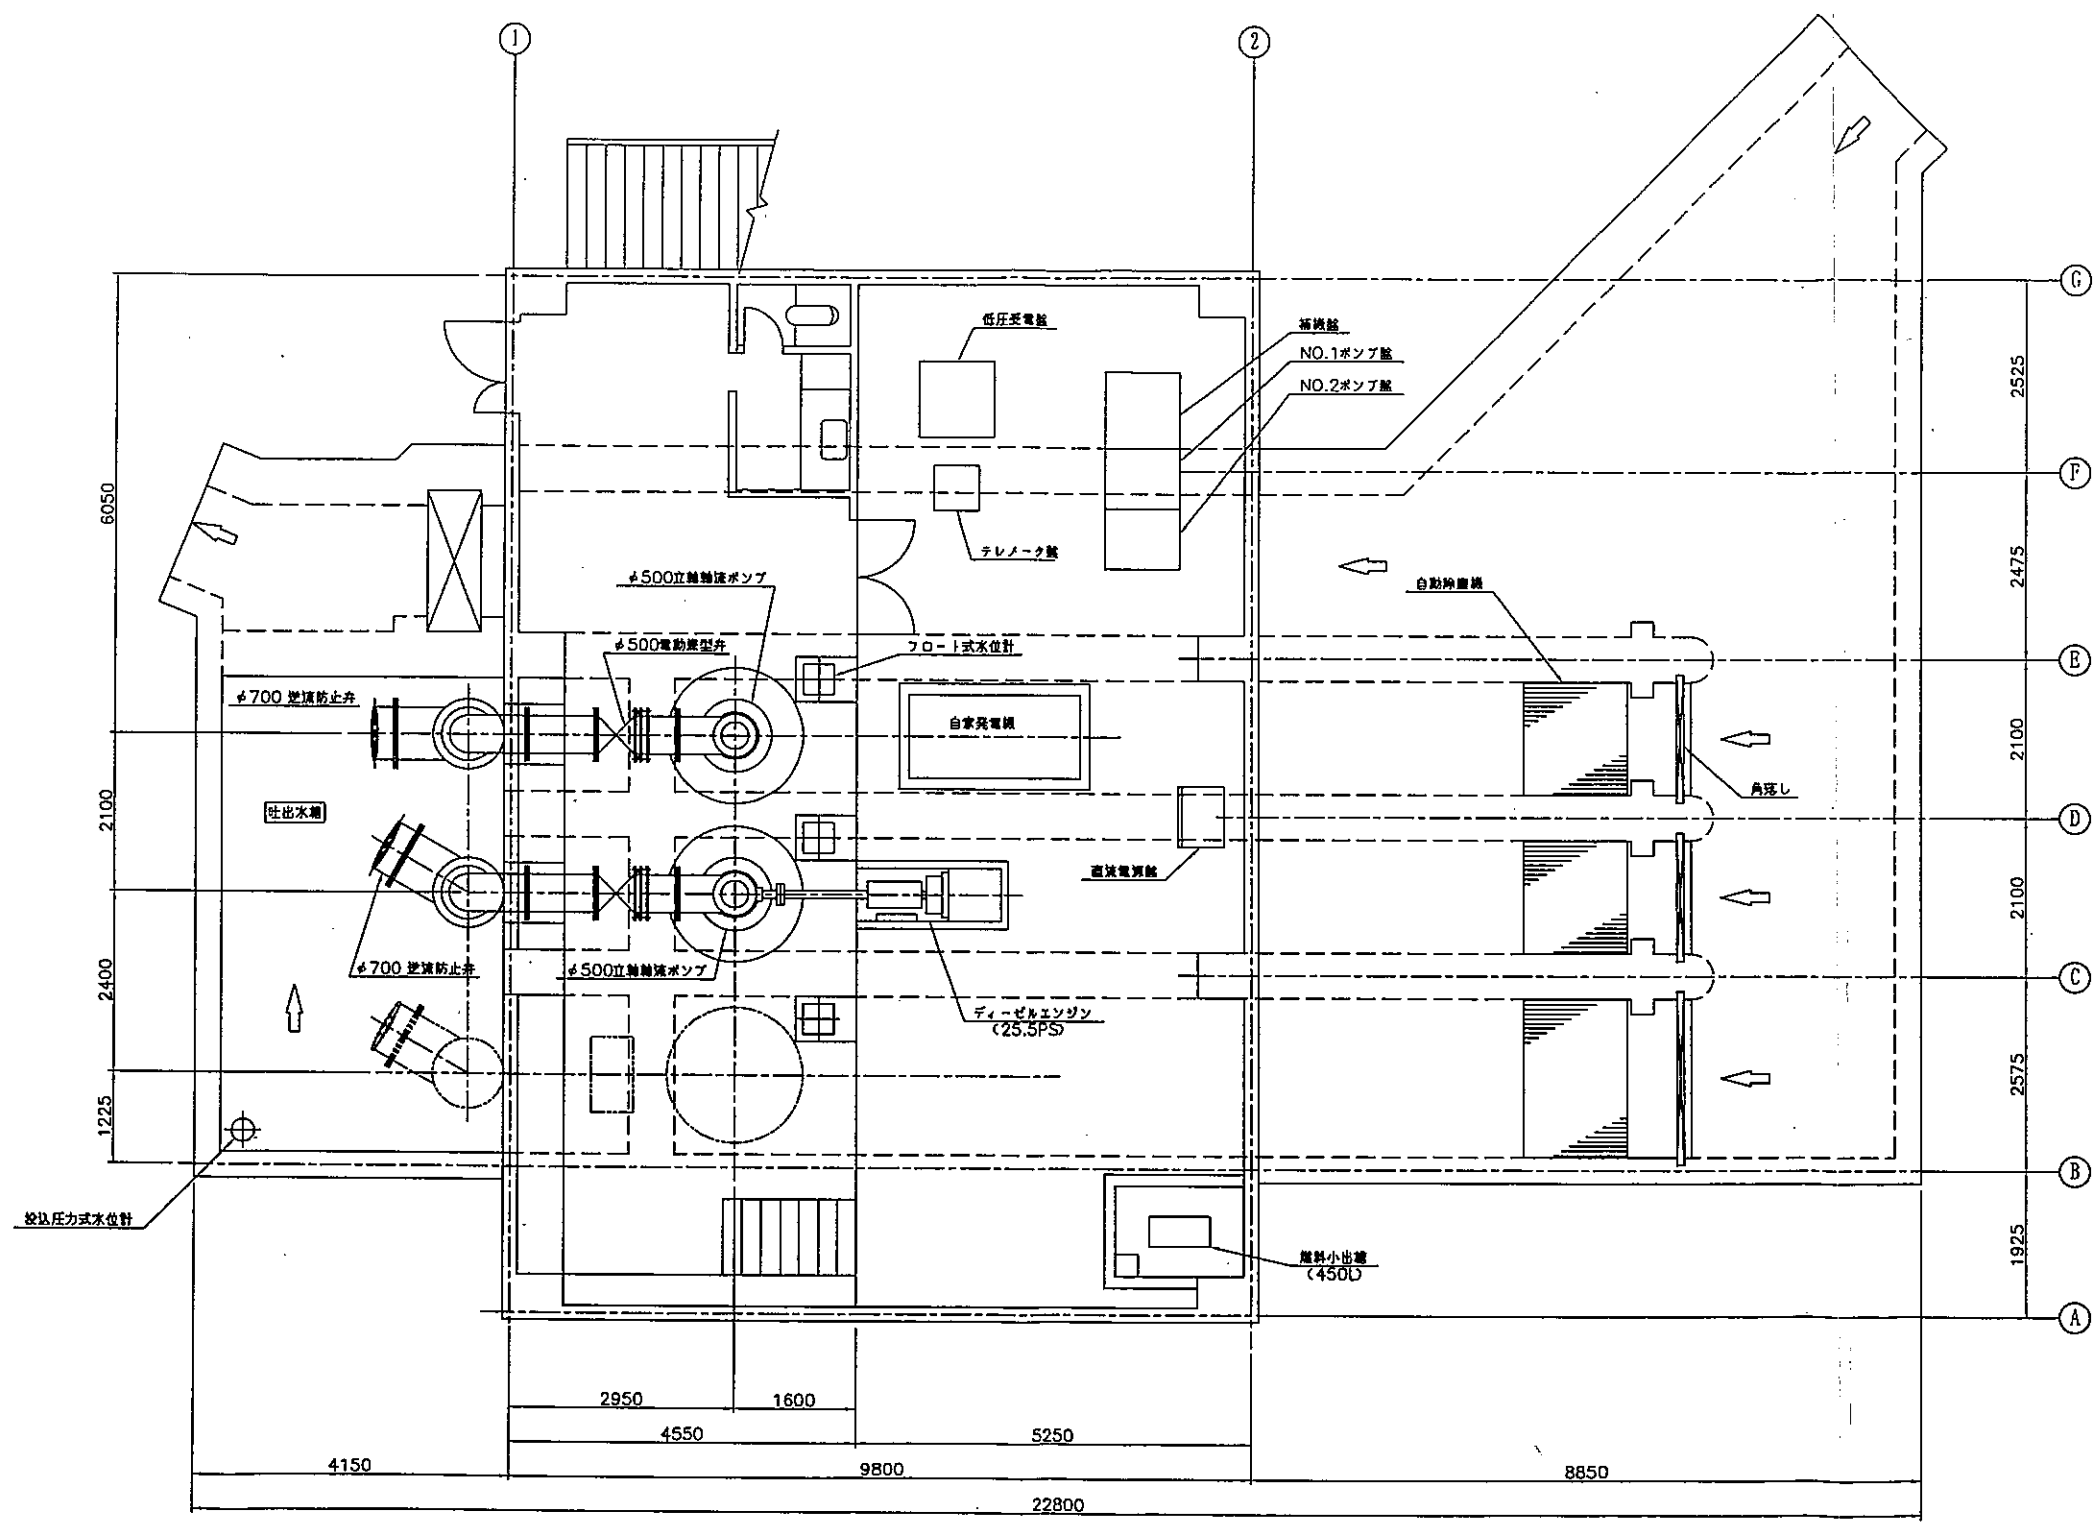 1
2
G
低圧受電盤
補機盤
NO.1ポンプ盤
NO.2ポンプ盤
2525
F
6050
テレメータ盤
2475
φ500立軸軸流ポンプ
自動除塵機
φ500電動蝶型弁
フロート式水位計
E
φ700 逆流防止弁
自家発電機
2100
角落し
吐出水槽
2100
D
直流電源盤
2100
φ700 逆流防止弁
φ500立軸軸流ポンプ
2400
C
ディーゼルエンジン
(25.5PS)
2575
1225
B
投込圧力式水位計
燃料小出槽
(450L)
1925
A
2950
1600
4550
5250
4150
9800
8850
22800